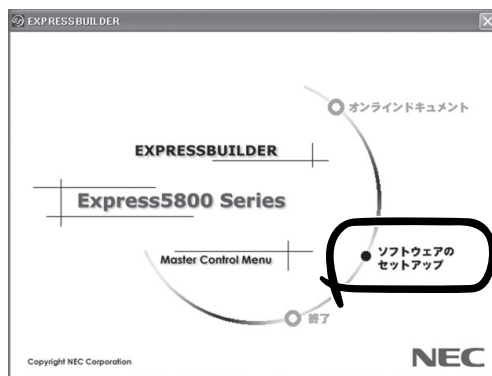 EXPRESSBUILDER
オンラインドキュメント
EXPRESSBUILDER
Express5800 Series
ソフトウェアの
セットアップ
Master Control Menu
終了
Copyright NEC Corporation
NEC